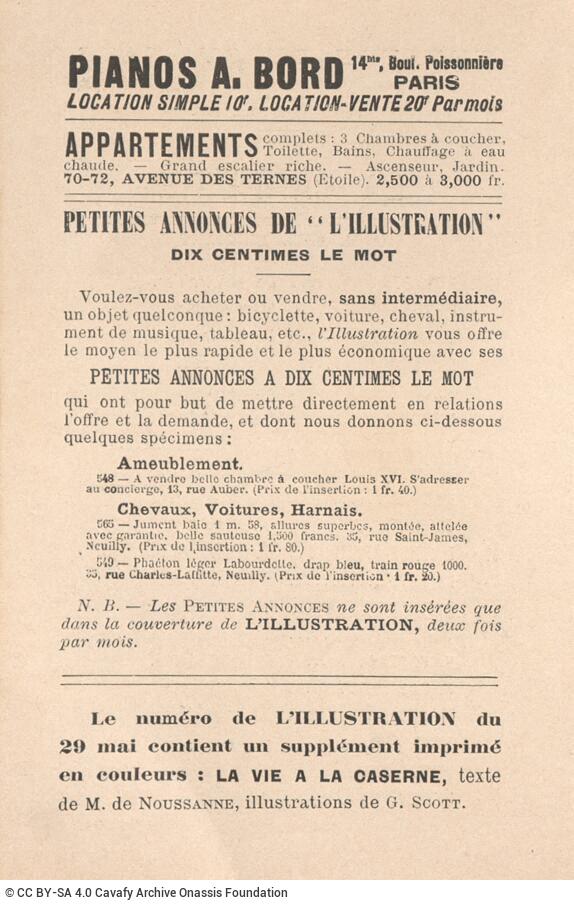 PIANOS A. BORD 14bis, Boul. Poissonnière
PARIS
LOCATION SIMPLE 10f. LOCATION-VENTE 20f Par mois
APPARTEMENTS complets : 3 Chambres à coucher,
Toilette, Bains, Chauffage à eau
chaude. — Grand escalier riche. — Ascenseur, Jardin.
70-72, AVENUE DES TERNES (Etoile). 2,500 à 3,000 fr.
PETITES ANNONCES DE "L'ILLUSTRATION"
DIX CENTIMES LE MOT
Voulez-vous acheter ou vendre, sans intermédiaire,
un objet quelconque : bicyclette, voiture, cheval, instru-
ment de musique, tableau, etc., l'Illustration vous offre
le moyen le plus rapide et le plus économique avec ses
PETITES ANNONCES A DIX CENTIMES LE MOT
qui ont pour but de mettre directement en relations
l'offre et la demande, et dont nous donnons ci-dessous
quelques spécimens :
Ameublement.
548 — A vendre belle chambre à coucher Louis XVI. S'adresser
au concierge, 13, rue Auber. (Prix de l'insertion : 1 fr. 40.)
Chevaux, Voitures, Harnais.
565 — Jument baie 1 m. 58, allures superbes, montée, attelée
avec garantie, belle sauteuse 1,500 francs. 35, rue Saint-James,
Neuilly. (Prix de l'insertion : 1 fr. 80.)
549 — Phaéton léger Labourdette, drap bleu, train rouge 1000.
35, rue Charles-Laffitte, Neuilly. (Prix de l'insertion : 1 fr. 20.)
N. B. — Les PETITES ANNONCES ne sont insérées que
dans la couverture de L'ILLUSTRATION, deux fois
par mois.
Le numéro de L'ILLUSTRATION du
29 mai contient un supplément imprimé
en couleurs : LA VIE A LA CASERNE, texte
de M. de NOUSSANNE, illustrations de G. SCOTT.
© CC BY-SA 4.0 Cavafy Archive Onassis Foundation